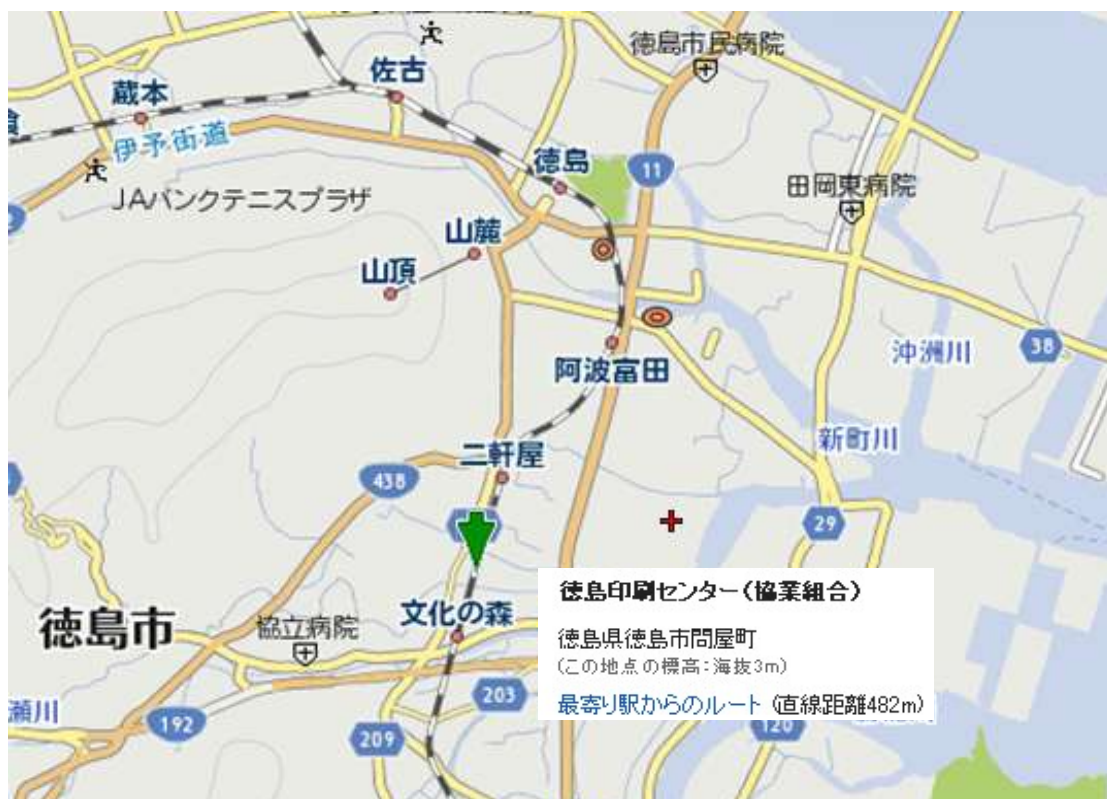 徳島市民病院
佐古
蔵本
伊予街道
徳島
11
田岡東病院
JAバンクテニスプラザ
山麓
山頂
38
沖洲川
阿波富田
新町川
二軒屋
438
29
徳島印刷センター(協業組合)
徳島県徳島市問屋町
(この地点の標高:海抜3m)
最寄り駅からのルート (直線距離482m)
文化の森
徳島市
協立病院
203
瀬川
192
209
120